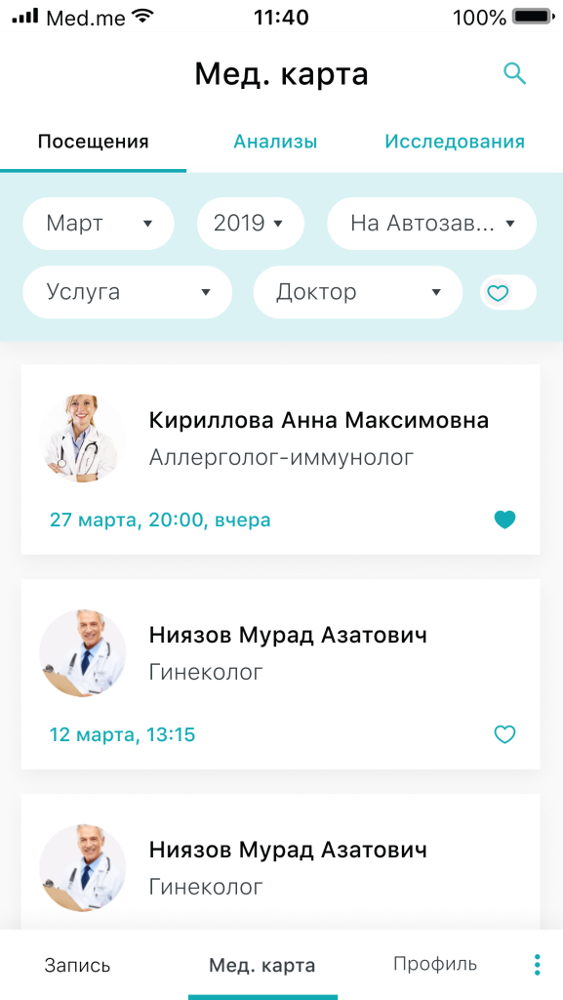 Med.me 11:40 100%
Мед. карта
Посещения Анализы Исследования
Март 2019 На Автозав...
Услуга Доктор
Кириллова Анна Максимовна
Аллерголог-иммунолог
27 марта, 20:00, вчера
Ниязов Мурад Азатович
Гинеколог
12 марта, 13:15
Ниязов Мурад Азатович
Гинеколог
Запись Мед. карта Профиль